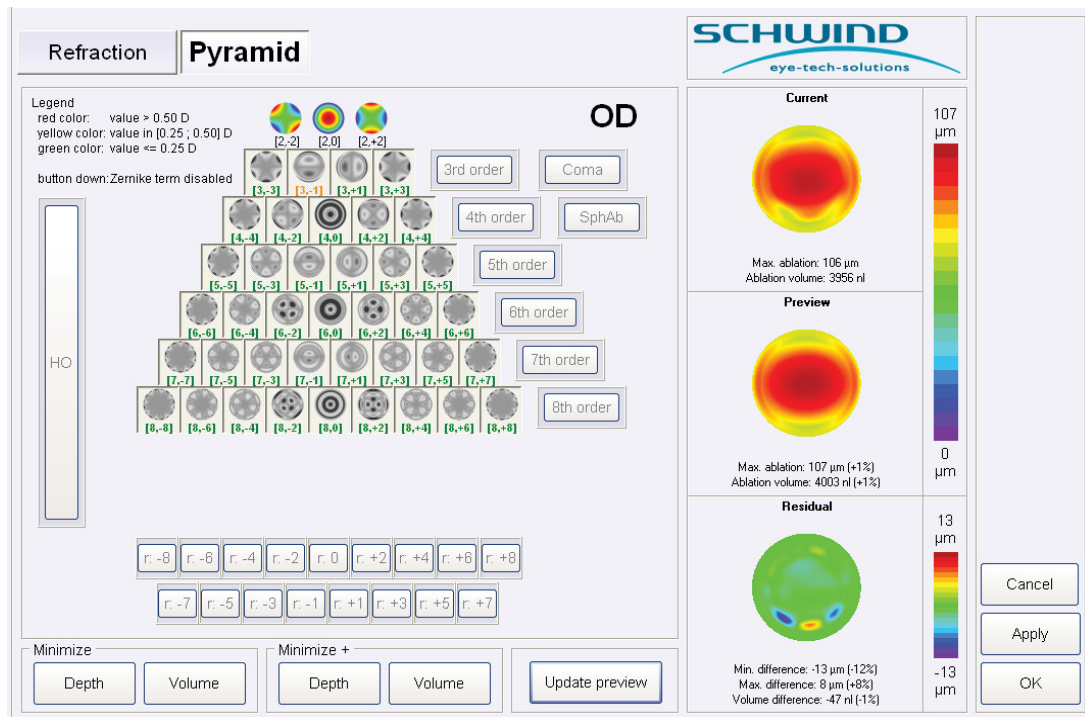 Refraction
Pyramid
SCHWIND
eye-tech-solutions
Legend
red color: value > 0.50 D
yellow color: value in [0.25 ; 0.50] D
green color: value <= 0.25 D
button down:Zernike term disabled
OD
[2,-2] [2,0] [2,+2]
[3,-3] [3,-1] [3,+1] [3,+3]
3rd order
Coma
[4,-4] [4,-2] [4,0] [4,+2] [4,+4]
4th order
SphAb
[5,-5] [5,-3] [5,-1] [5,+1] [5,+3] [5,+5]
5th order
[6,-6] [6,-4] [6,-2] [6,0] [6,+2] [6,+4] [6,+6]
6th order
HO
[7,-7] [7,-5] [7,-3] [7,-1] [7,+1] [7,+3] [7,+5] [7,+7]
7th order
[8,-8] [8,-6] [8,-4] [8,-2] [8,0] [8,+2] [8,+4] [8,+6] [8,+8]
8th order
r: -8 r: -6 r: -4 r: -2 r: 0 r: +2 r: +4 r: +6 r: +8
r: -7 r: -5 r: -3 r: -1 r: +1 r: +3 r: +5 r: +7
Minimize
Depth
Volume
Minimize +
Depth
Volume
Update preview
Current
Max. ablation: 106 µm
Ablation volume: 3956 nl
Preview
Max. ablation: 107 µm (+1%)
Ablation volume: 4003 nl (+1%)
Residual
Min. difference: -13 µm (-12%)
Max. difference: 8 µm (+8%)
Volume difference: -47 nl (-1%)
107
µm
0
µm
13
µm
-13
µm
Cancel
Apply
OK